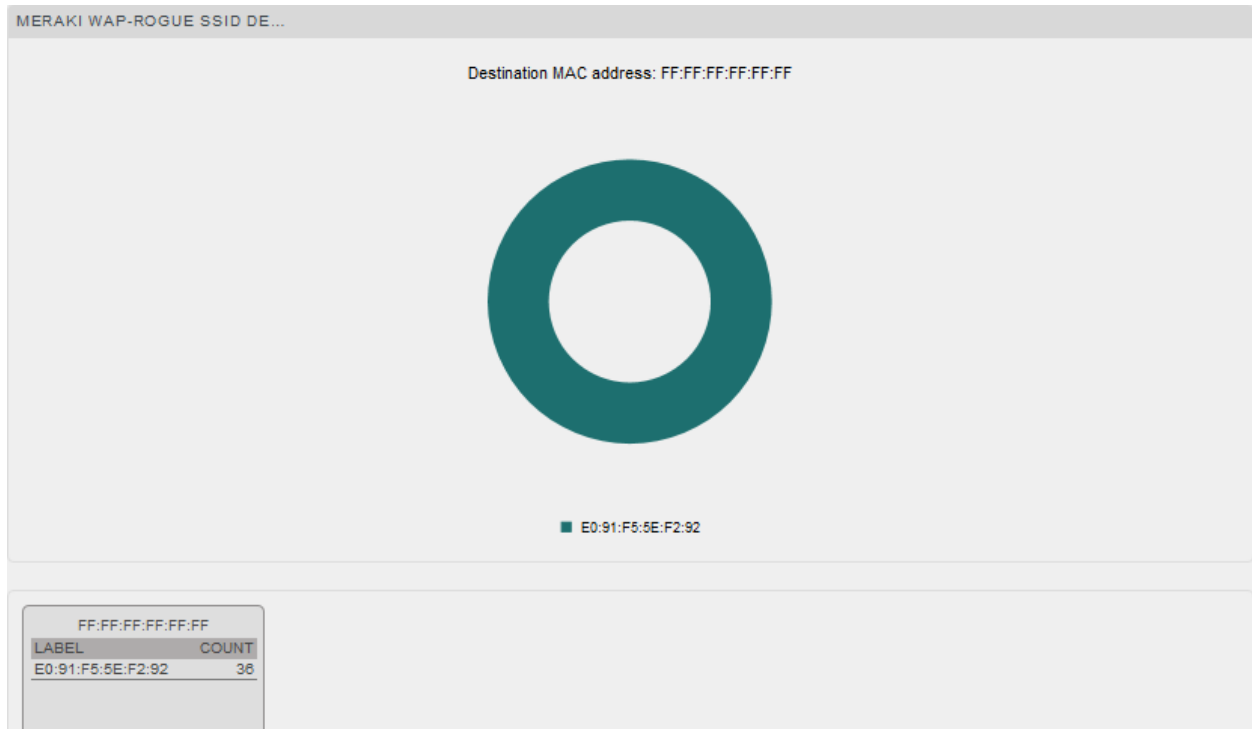 MERAKI WAP-ROGUE SSID DE...
Destination MAC address: FF:FF:FF:FF:FF:FF
E0:91:F5:5E:F2:92
FF:FF:FF:FF:FF:FF
LABEL COUNT
E0:91:F5:5E:F2:92 36